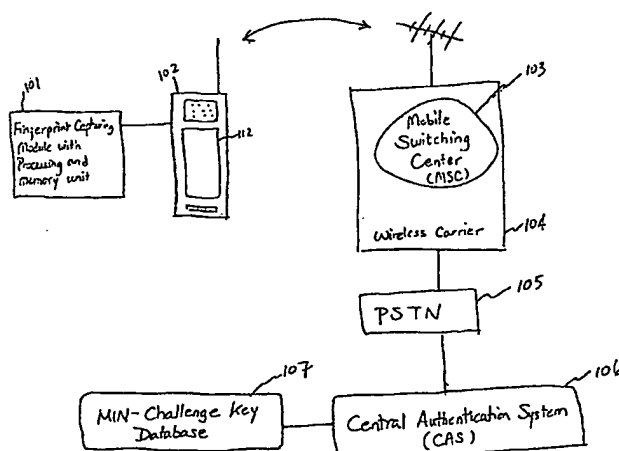 101
102
103
Fingerprint Capturing
Module with
Processing and
Memory unit
112
Mobile
Switching
Center
(MSC)
Wireless Carrier
104
PSTN
105
107
106
MIN-Challenge Key
Database
Central Authentication System
(CAS)